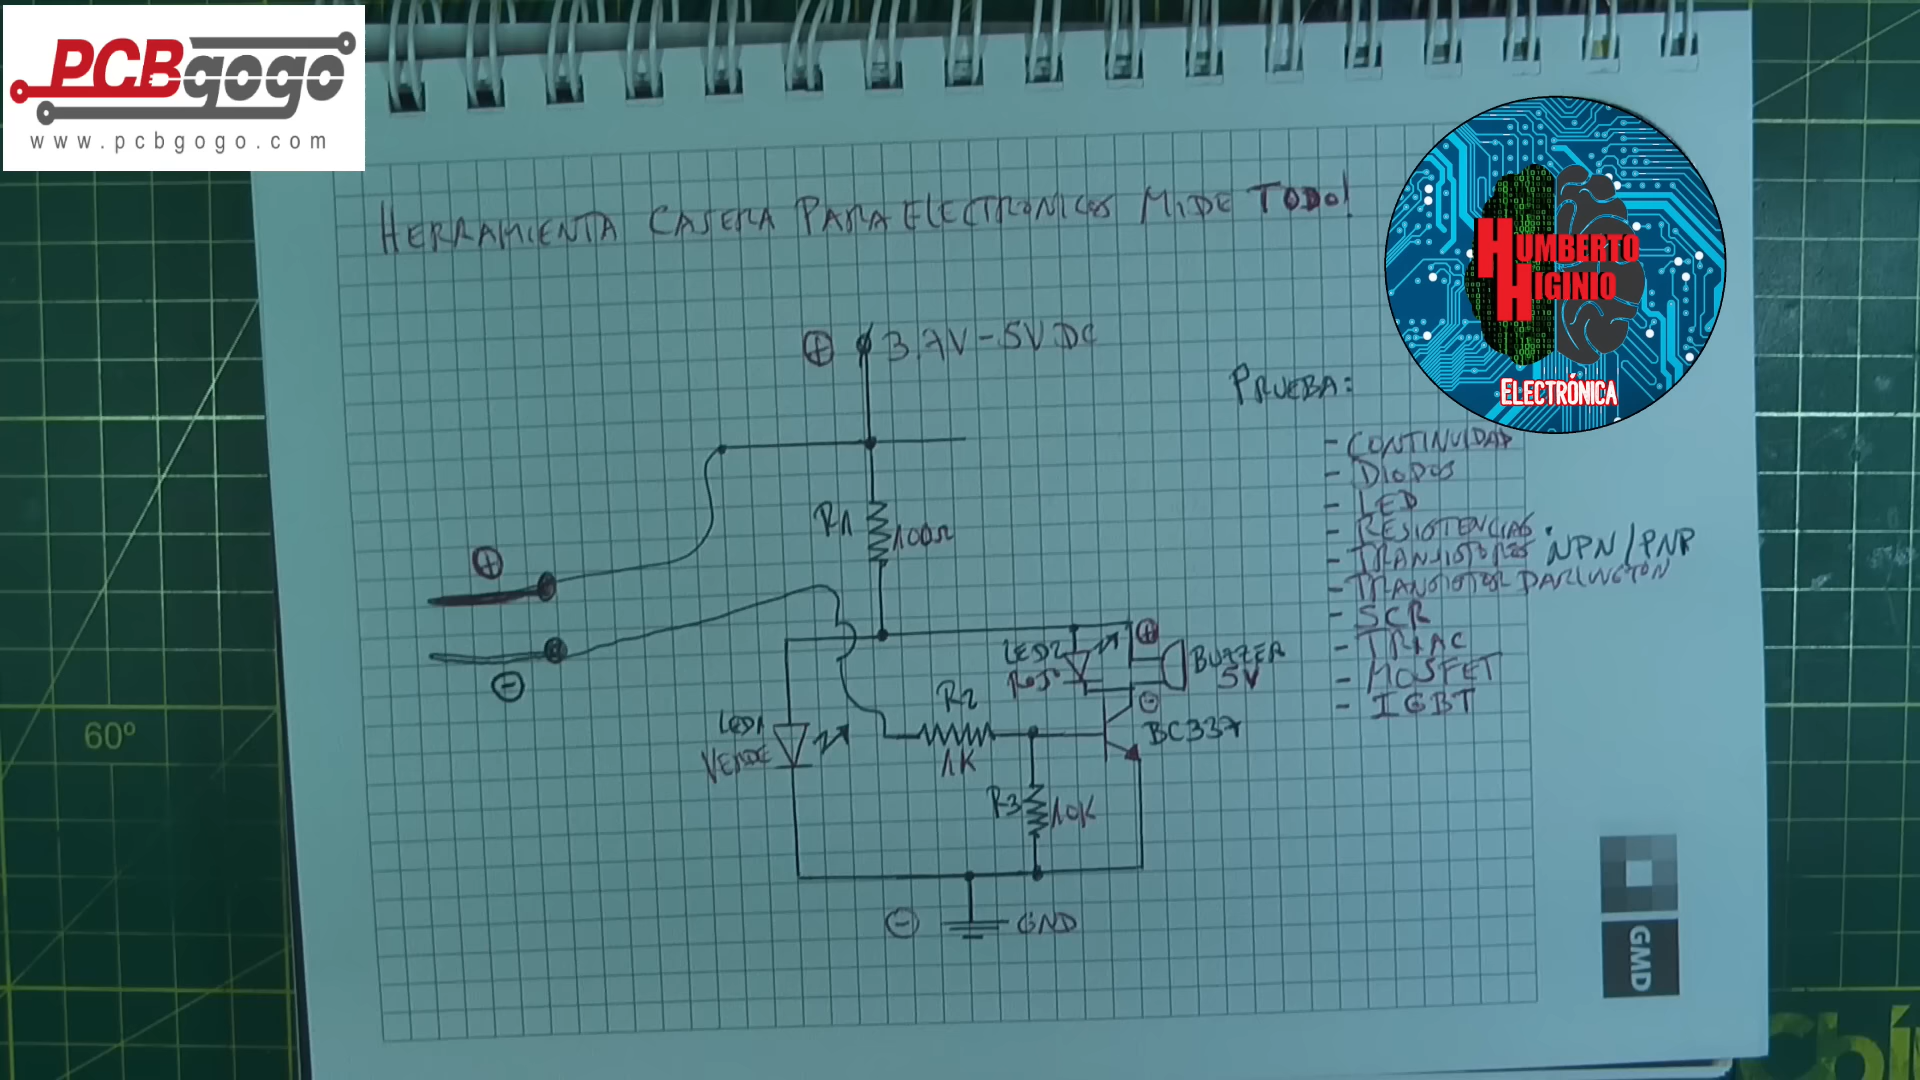 PCBgogo
www.pcbgogo.com
HERRAMIENTA CASERA PARA ELECTRONICOS MIDE TODO!
HUMBERTO
HIGINIO
ELECTRÓNICA
+ 3.7V - 5V DC
PRUEBA:
- CONTINUIDAD
- DIODOS
- LED
- RESISTENCIAS
- TRANSISTORES NPN/PNP
- TRANSISTOR DARLINGTON
- SCR
- TRIAC
- MOSFET
- IGBT
R1
100Ω
+
-
LED2
ROJO
+
BUZZER
5V
-
R2
1K
BC337
LED1
VERDE
R3
10K
- GND
60º
GMD